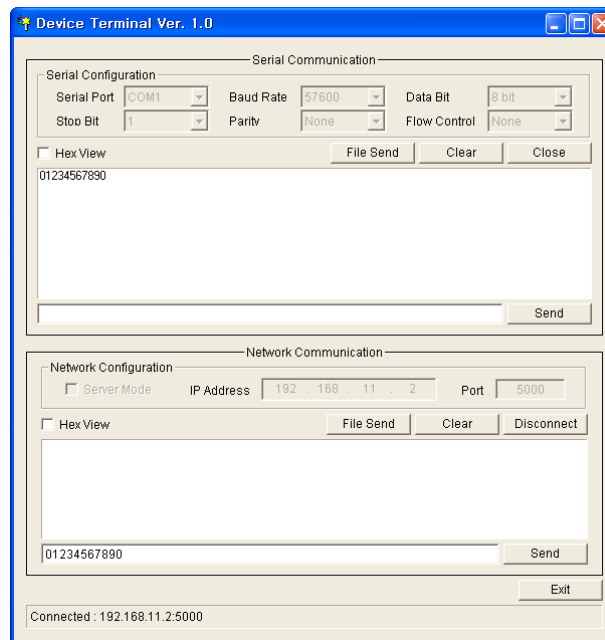 Device Terminal Ver. 1.0
Serial Communication
Serial Configuration
Serial Port COM1 Baud Rate 57600 Data Bit 8 bit
Stop Bit 1 Parity None Flow Control None
Hex View File Send Clear Close
01234567890
Send
Network Communication
Network Configuration
Server Mode IP Address 192 . 168 . 11 . 2 Port 5000
Hex View File Send Clear Disconnect
01234567890 Send
Exit
Connected : 192.168.11.2:5000